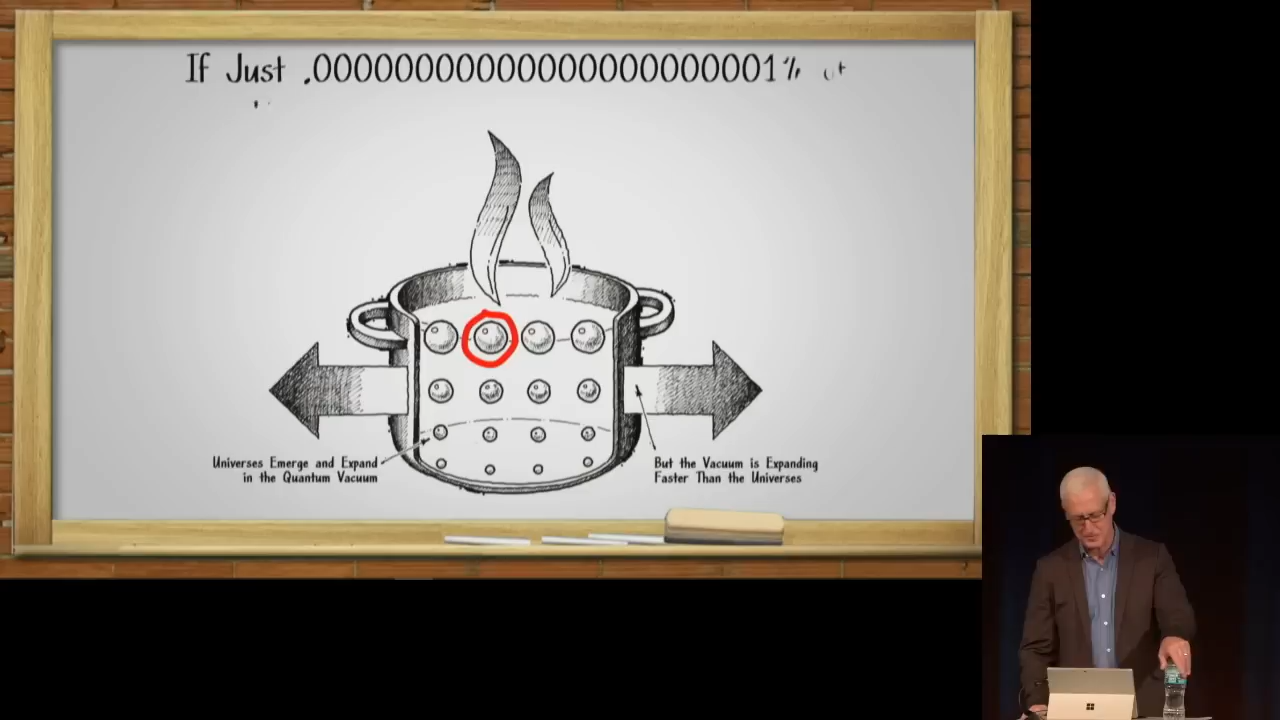 If Just .00000000000000000000001%
Universes Emerge and Expand
in the Quantum Vacuum
But the Vacuum is Expanding
Faster Than the Universes